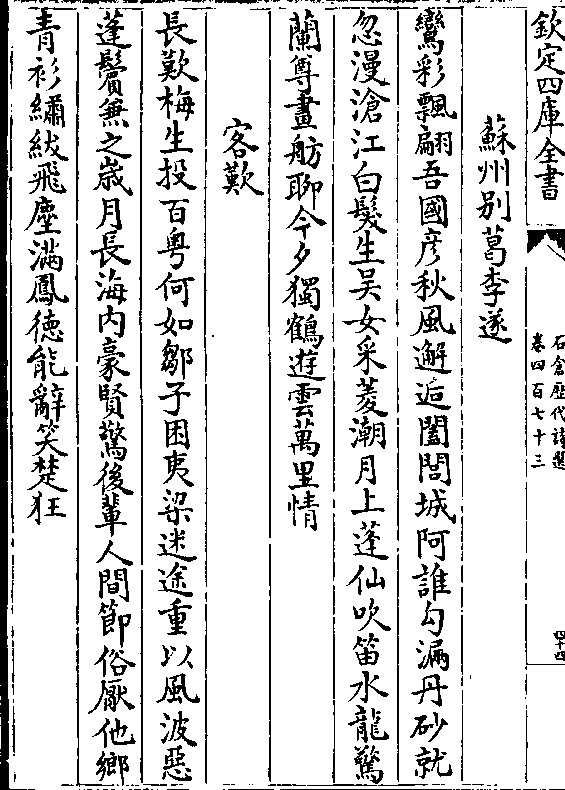 欽定四庫全書
石倉歷代詩選
卷四百七十三
四十四
蘇州別葛李遂
鸞彩飄翩吾國彦秋風邂逅闔閭城阿誰勾漏丹砂就
忽漫滄江白髮生吴女采菱潮月上蓬仙吹笛水龍驚
蘭尊畫舫聊今夕獨鶴遊雲萬里情
客歎
長歎梅生投百粤何如鄒子困夷梁迷途重以風波惡
蓬鬢兼之歳月長海内豪賢驚後輩人間節俗厭他鄉
青衫繡紱飛塵滿鳳德能辭笑楚狂